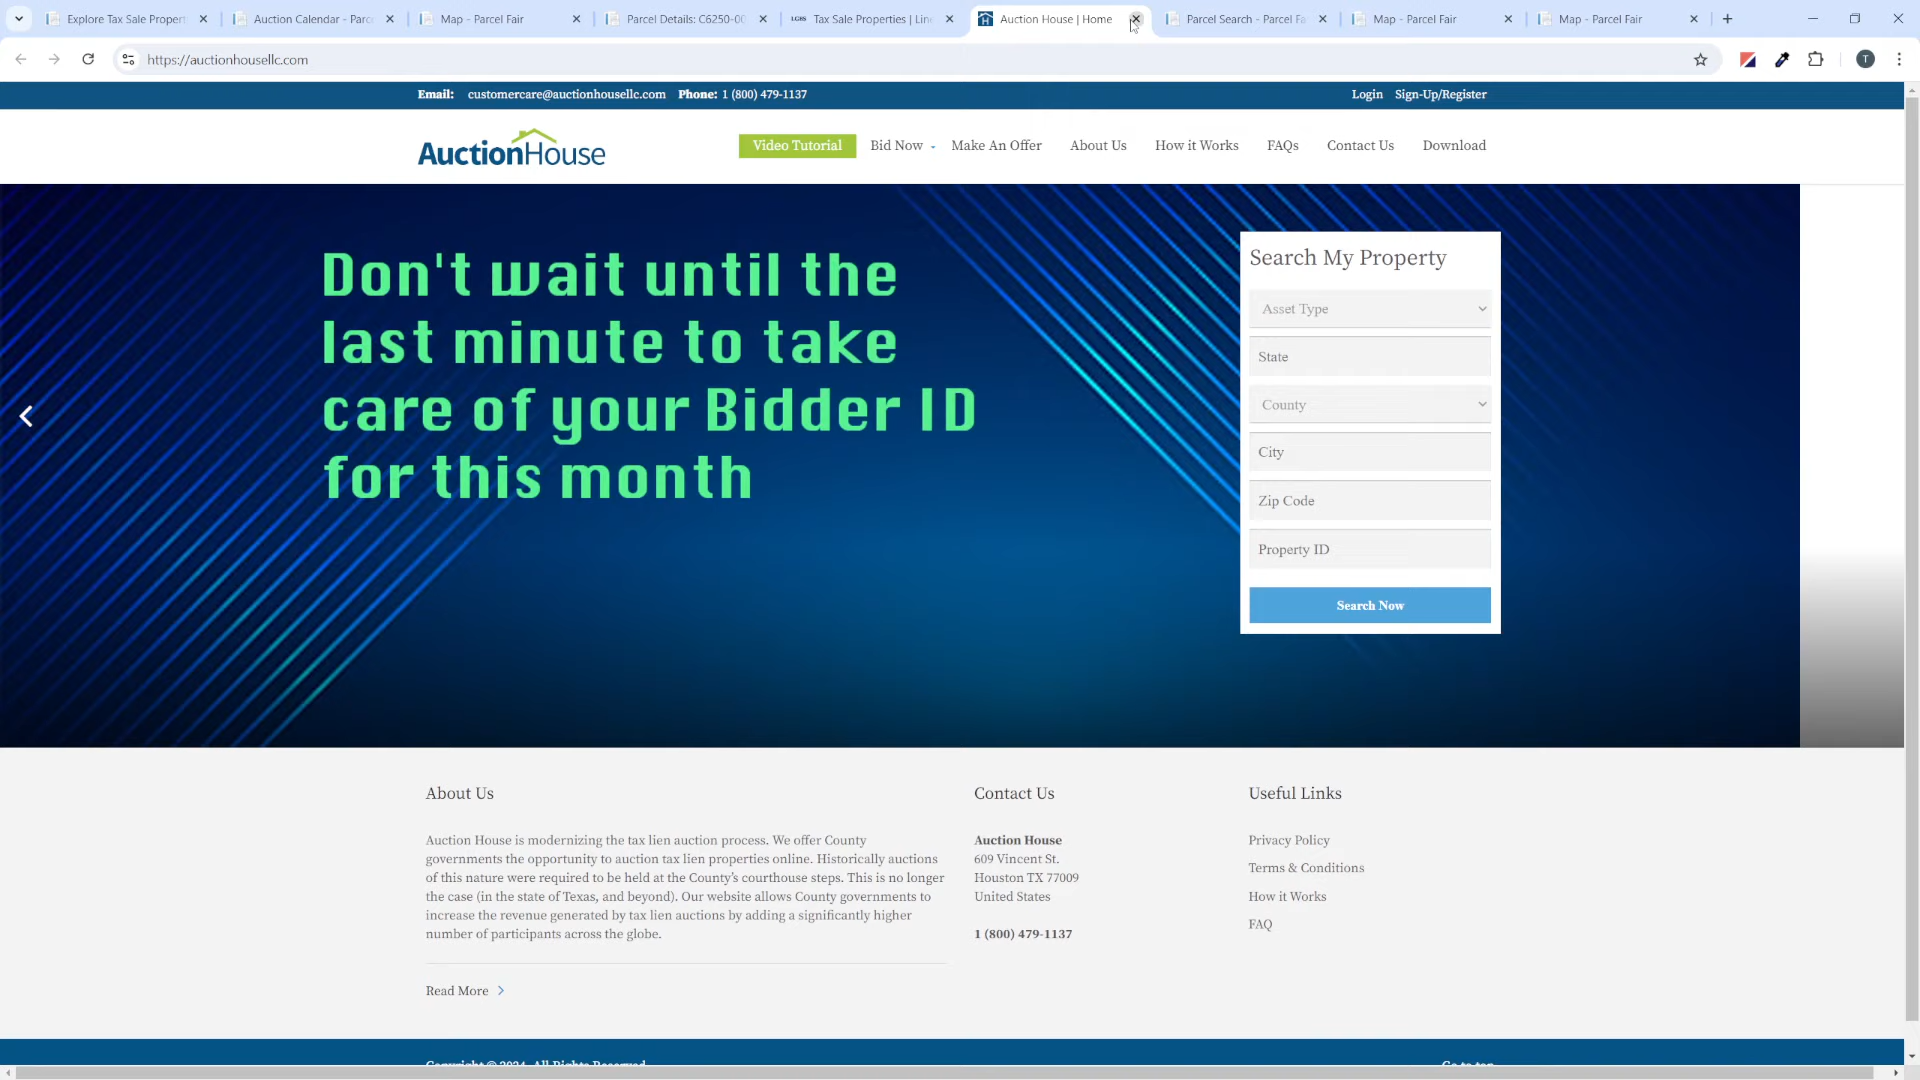 Explore Tax Sale Propert
Auction Calendar - Parc
Map - Parcel Fair
Parcel Details: C6250-00
LGBS
Tax Sale Properties | Line
Auction House | Home
Parcel Search - Parcel Fa
Map - Parcel Fair
Map - Parcel Fair
https://auctionhousellc.com
T
Email: customercare@auctionhousellc.com Phone: 1 (800) 479-1137
Login Sign-Up/Register
AuctionHouse
Video Tutorial Bid Now Make An Offer About Us How it Works FAQs Contact Us Download
Don't wait until the
last minute to take
care of your Bidder ID
for this month
Search My Property
Asset Type
State
County
City
Zip Code
Property ID
Search Now
About Us
Auction House is modernizing the tax lien auction process. We offer County
governments the opportunity to auction tax lien properties online. Historically auctions
of this nature were required to be held at the County's courthouse steps. This is no longer
the case (in the state of Texas, and beyond). Our website allows County governments to
increase the revenue generated by tax lien auctions by adding a significantly higher
number of participants across the globe.
Read More
Contact Us
Auction House
609 Vincent St.
Houston TX 77009
United States
1 (800) 479-1137
Useful Links
Privacy Policy
Terms & Conditions
How it Works
FAQ
Copyright © 2024. All Rights Reserved
Go to top